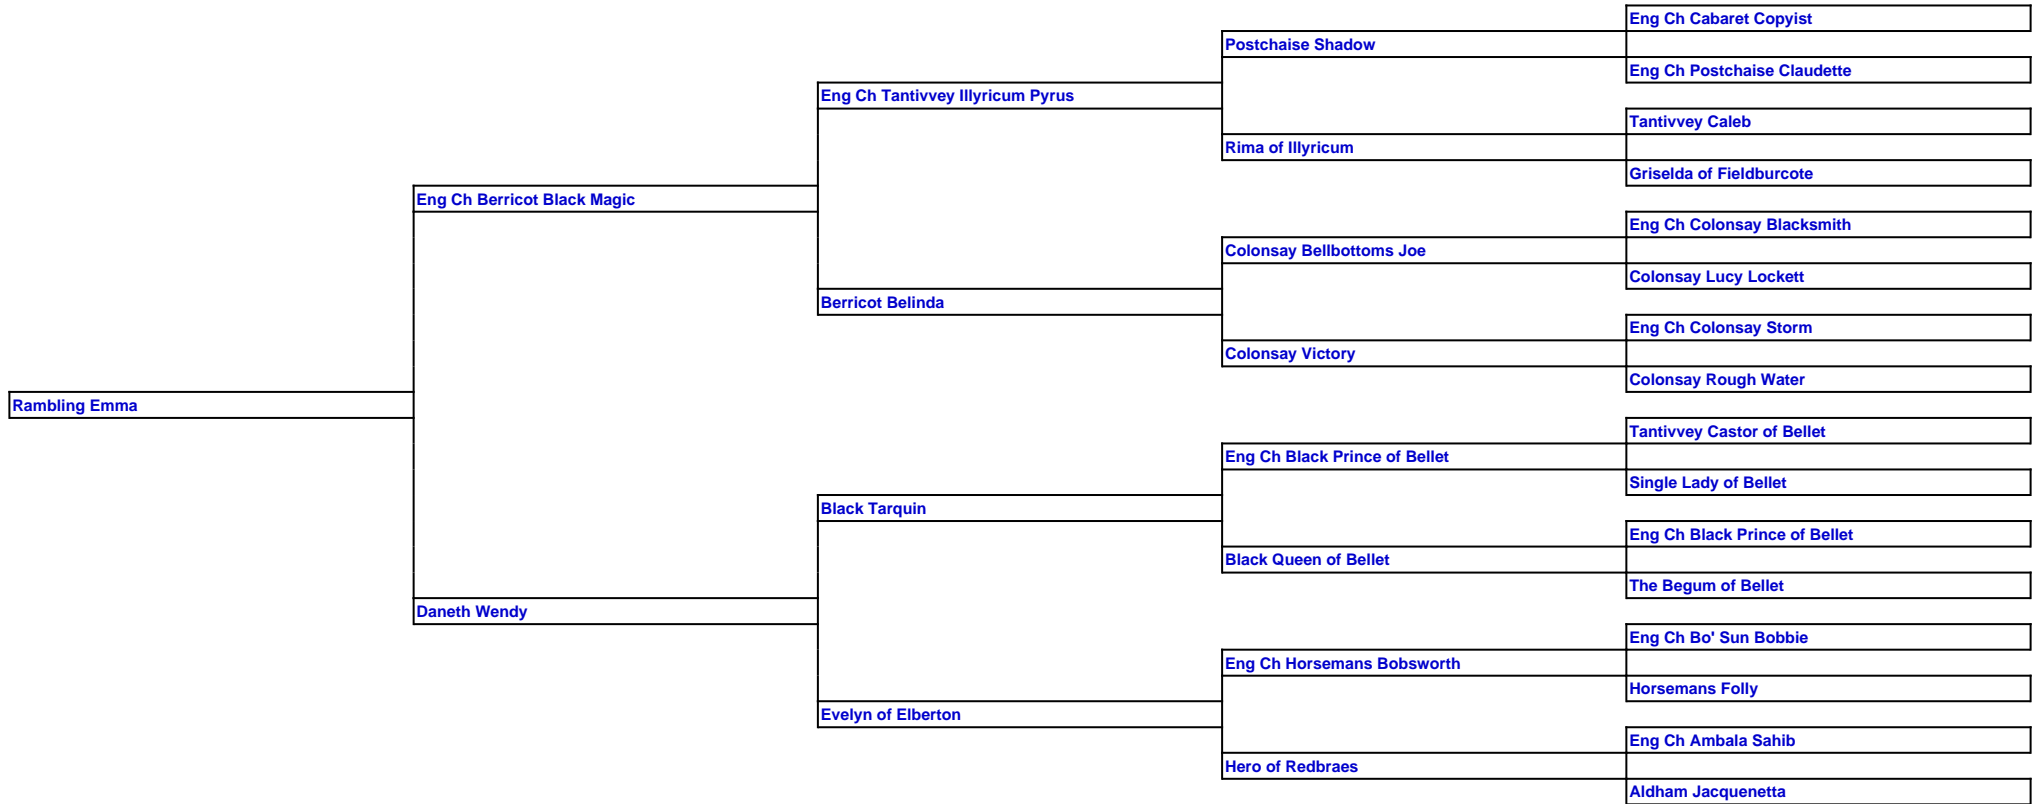 Eng Ch Cabaret Copyist
Postchaise Shadow
Eng Ch Postchaise Claudette
Eng Ch Tantivvey Illyricum Pyrus
Tantivvey Caleb
Rima of Illyricum
Griselda of Fieldburcote
Eng Ch Berricot Black Magic
Eng Ch Colonsay Blacksmith
Colonsay Bellbottoms Joe
Colonsay Lucy Lockett
Berricot Belinda
Eng Ch Colonsay Storm
Colonsay Victory
Colonsay Rough Water
Rambling Emma
Tantivvey Castor of Bellet
Eng Ch Black Prince of Bellet
Single Lady of Bellet
Black Tarquin
Eng Ch Black Prince of Bellet
Black Queen of Bellet
The Begum of Bellet
Daneth Wendy
Eng Ch Bo' Sun Bobbie
Eng Ch Horsemans Bobsworth
Horsemans Folly
Evelyn of Elberton
Eng Ch Ambala Sahib
Hero of Redbraes
Aldham Jacquenetta